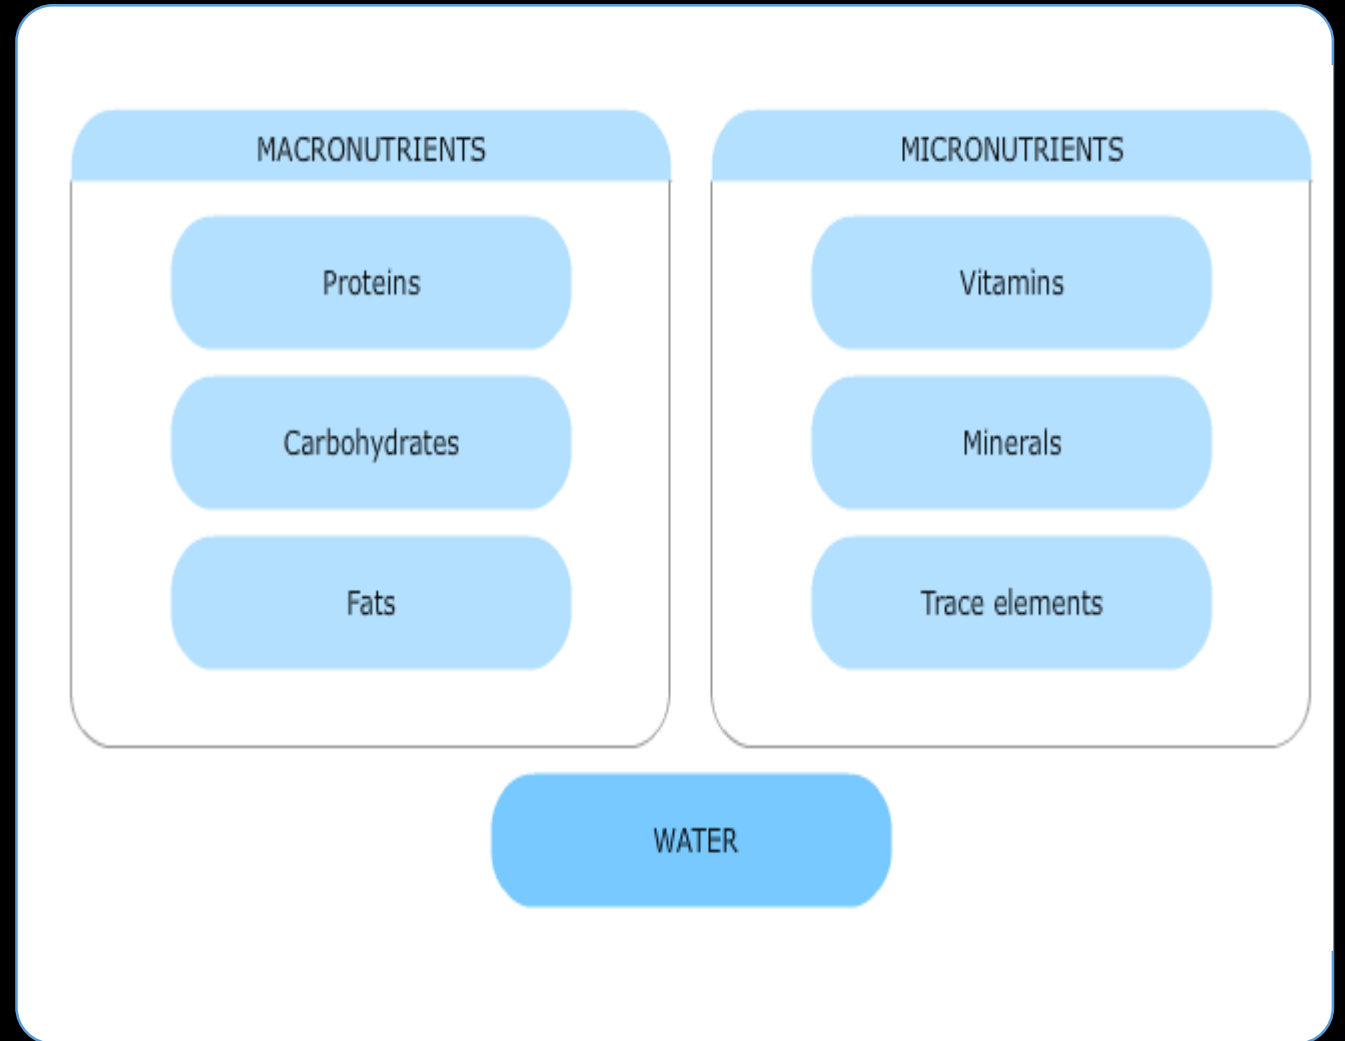 MACRONUTRIENTS
Proteins
Carbohydrates
Fats
MICRONUTRIENTS
Vitamins
Minerals
Trace elements
WATER